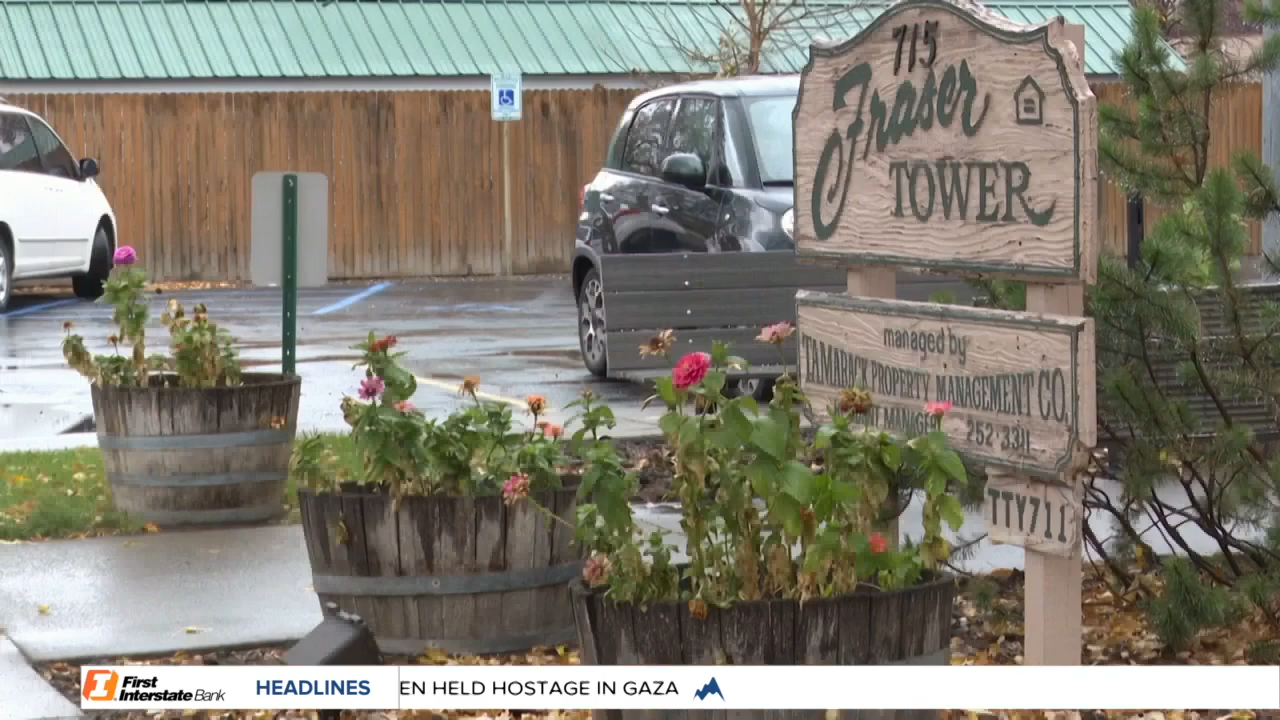 715
Fraser
TOWER
managed by
TAMARACK PROPERTY MANAGEMENT CO.,
MANAGER 252-3311
TTY711
First
Interstate Bank
HEADLINES
EN HELD HOSTAGE IN GAZA